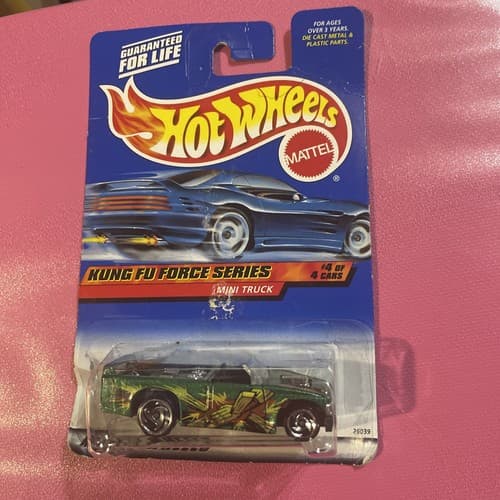 GUARANTEED
FOR LIFE
FOR AGES
OVER 3 YEARS.
DIE CAST METAL &
PLASTIC PARTS.
HOT WHEELS
MATTEL
®
KUNG FU FORCE SERIES
#4 OF
4 CARS
MINI TRUCK
26039